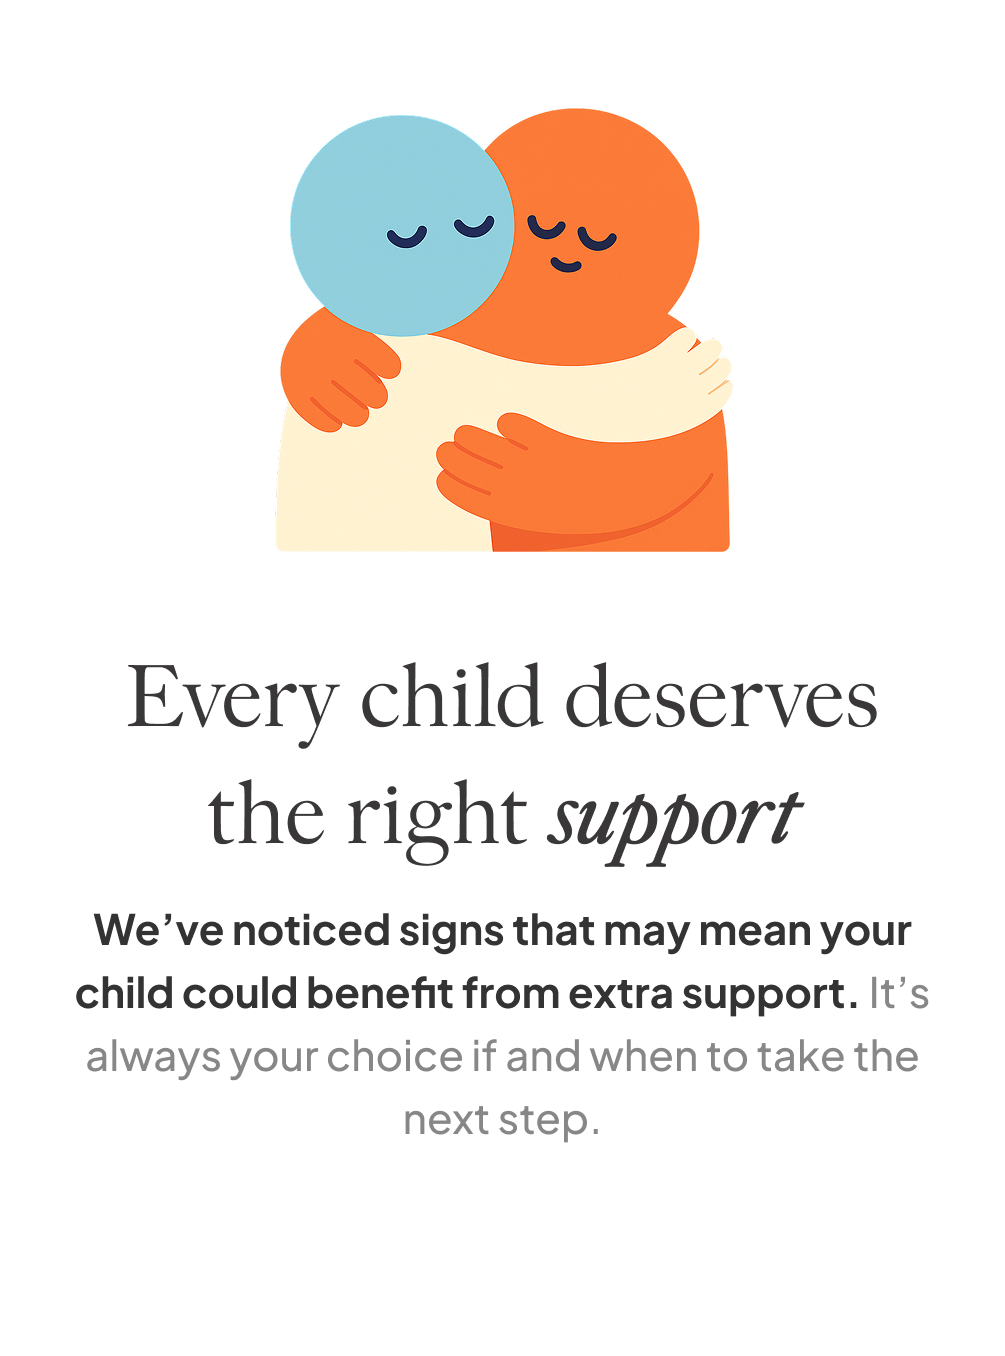 Every child deserves
the right support
We’ve noticed signs that may mean your
child could benefit from extra support. It’s
always your choice if and when to take the
next step.